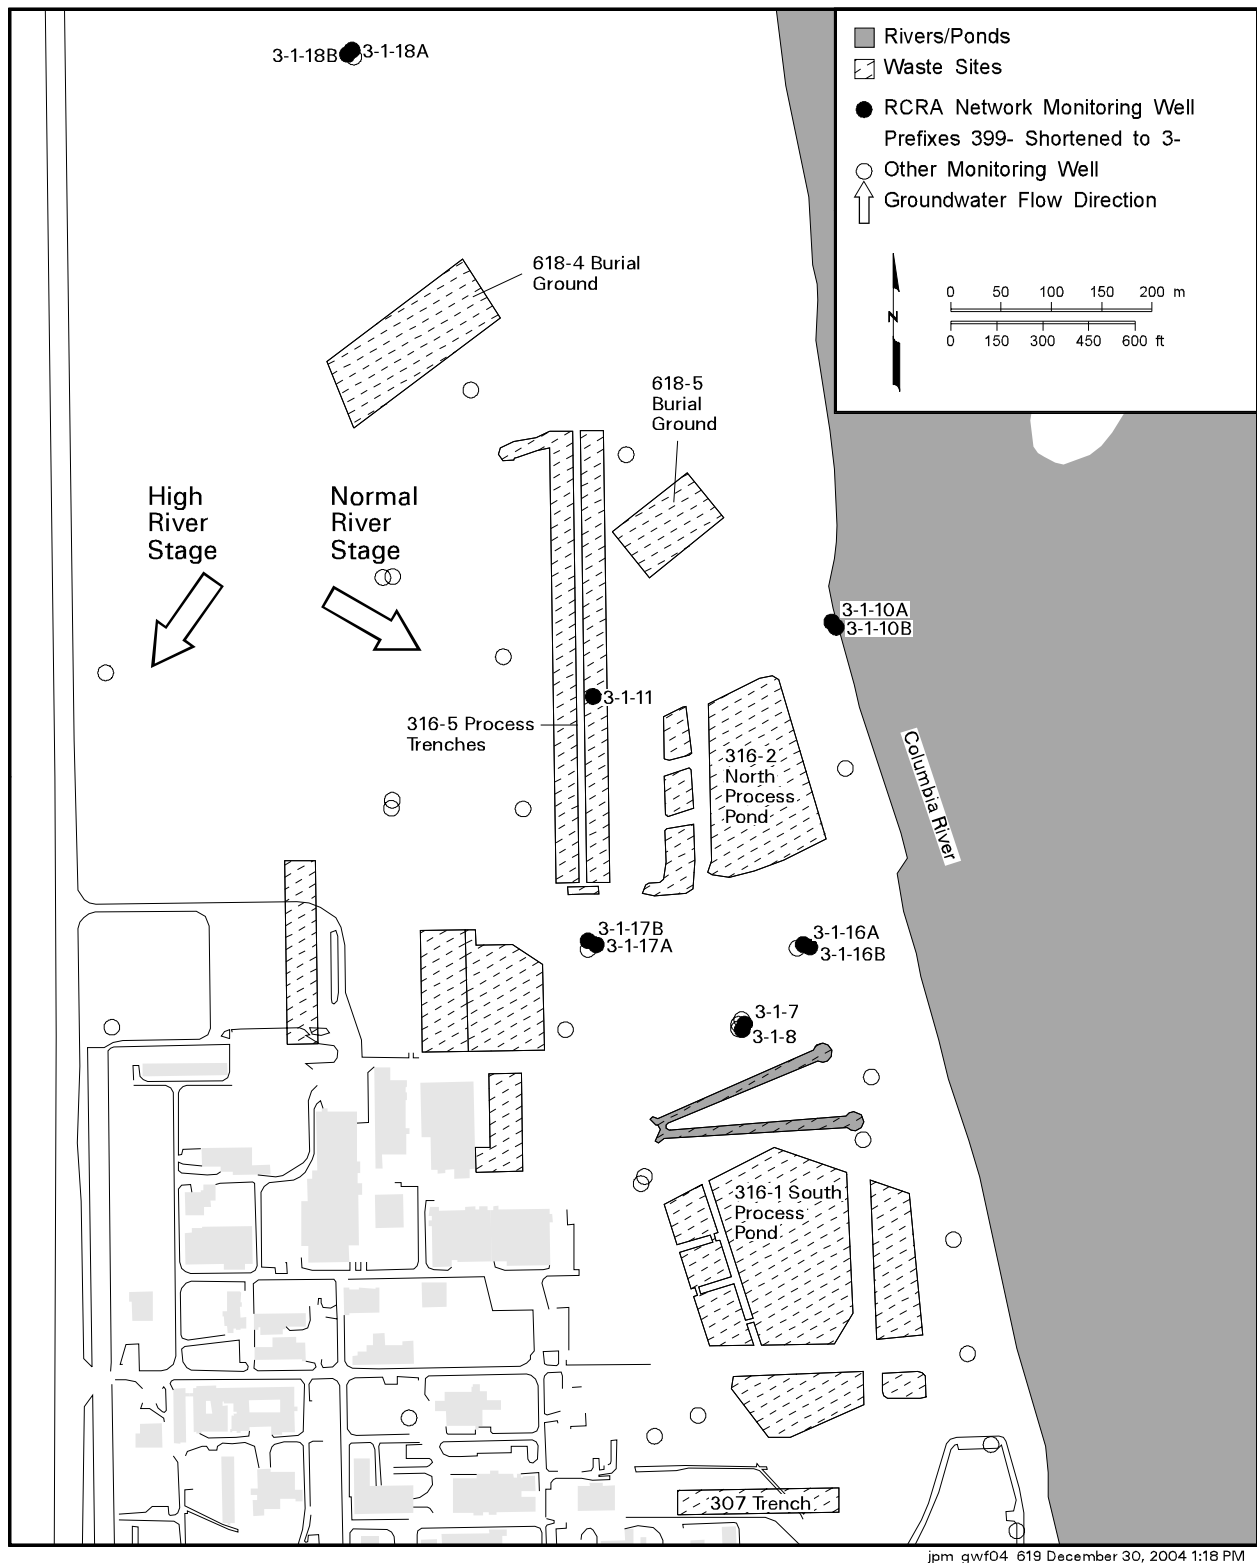 3-1-18B
3-1-18A
Rivers/Ponds
Waste Sites
RCRA Network Monitoring Well
Prefixes 399- Shortened to 3-
Other Monitoring Well
Groundwater Flow Direction
N
0 50 100 150 200 m
0 150 300 450 600 ft
618-4 Burial
Ground
618-5
Burial
Ground
High
River
Stage
Normal
River
Stage
3-1-10A
3-1-10B
3-1-11
316-5 Process
Trenches
316-2
North
Process
Pond
Columbia River
3-1-17B
3-1-17A
3-1-16A
3-1-16B
3-1-7
3-1-8
316-1 South
Process
Pond
307 Trench
jpm_gwf04_619 December 30, 2004 1:18 PM